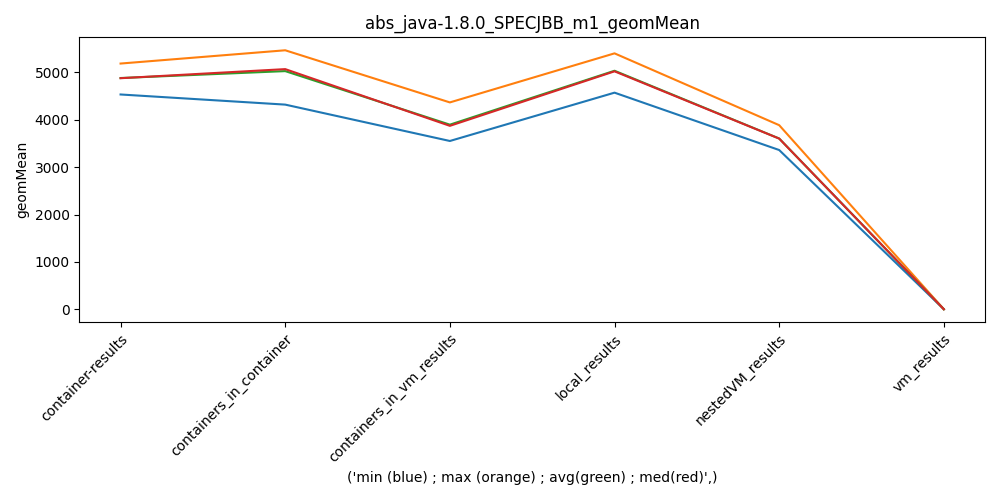 abs_java-1.8.0_SPECJBB_m1_geomMean
geomMean
5000
4000
3000
2000
1000
0
container-results
containers_in_container
containers_in_vm_results
local_results
nestedVM_results
vm_results
('min (blue) ; max (orange) ; avg(green) ; med(red)',)